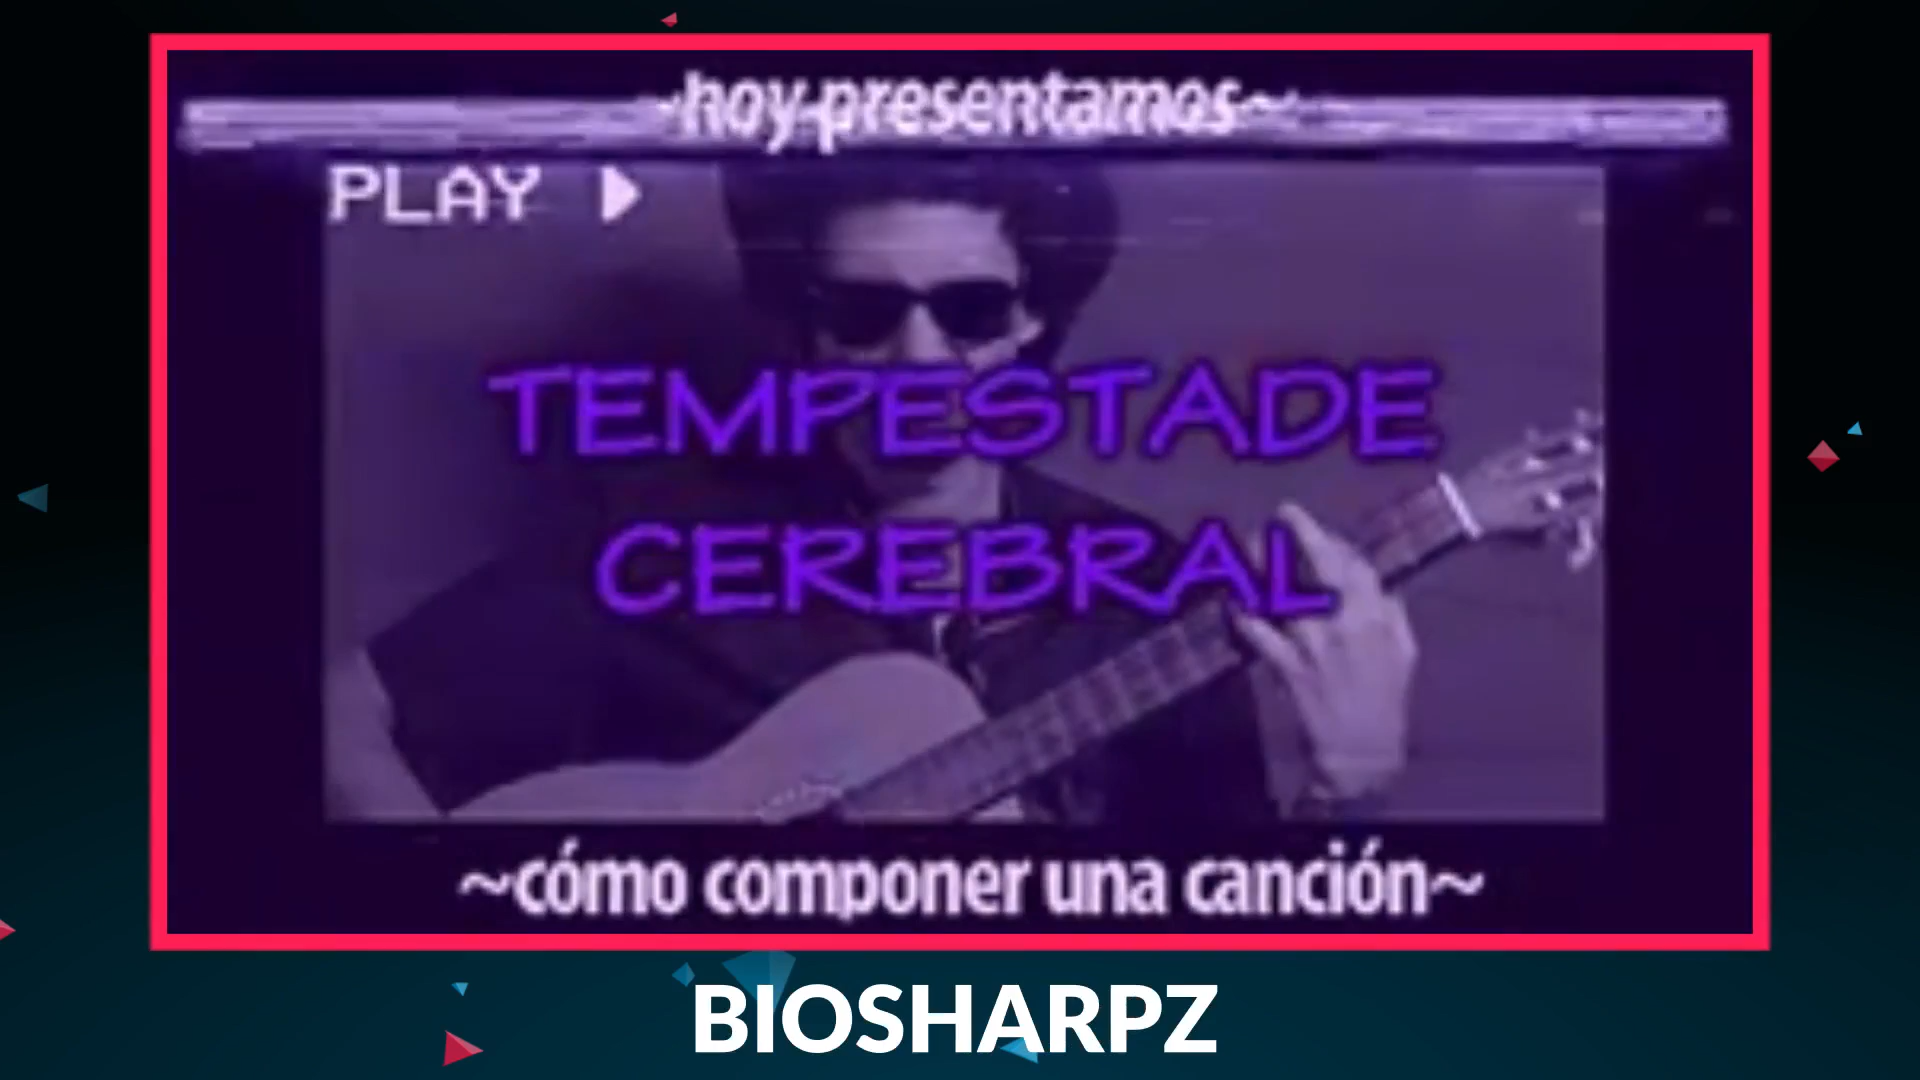 ~hoy presentamos~
PLAY
TEMPESTADE
CEREBRAL
~cómo componer una canción~
BIOSHARPZ